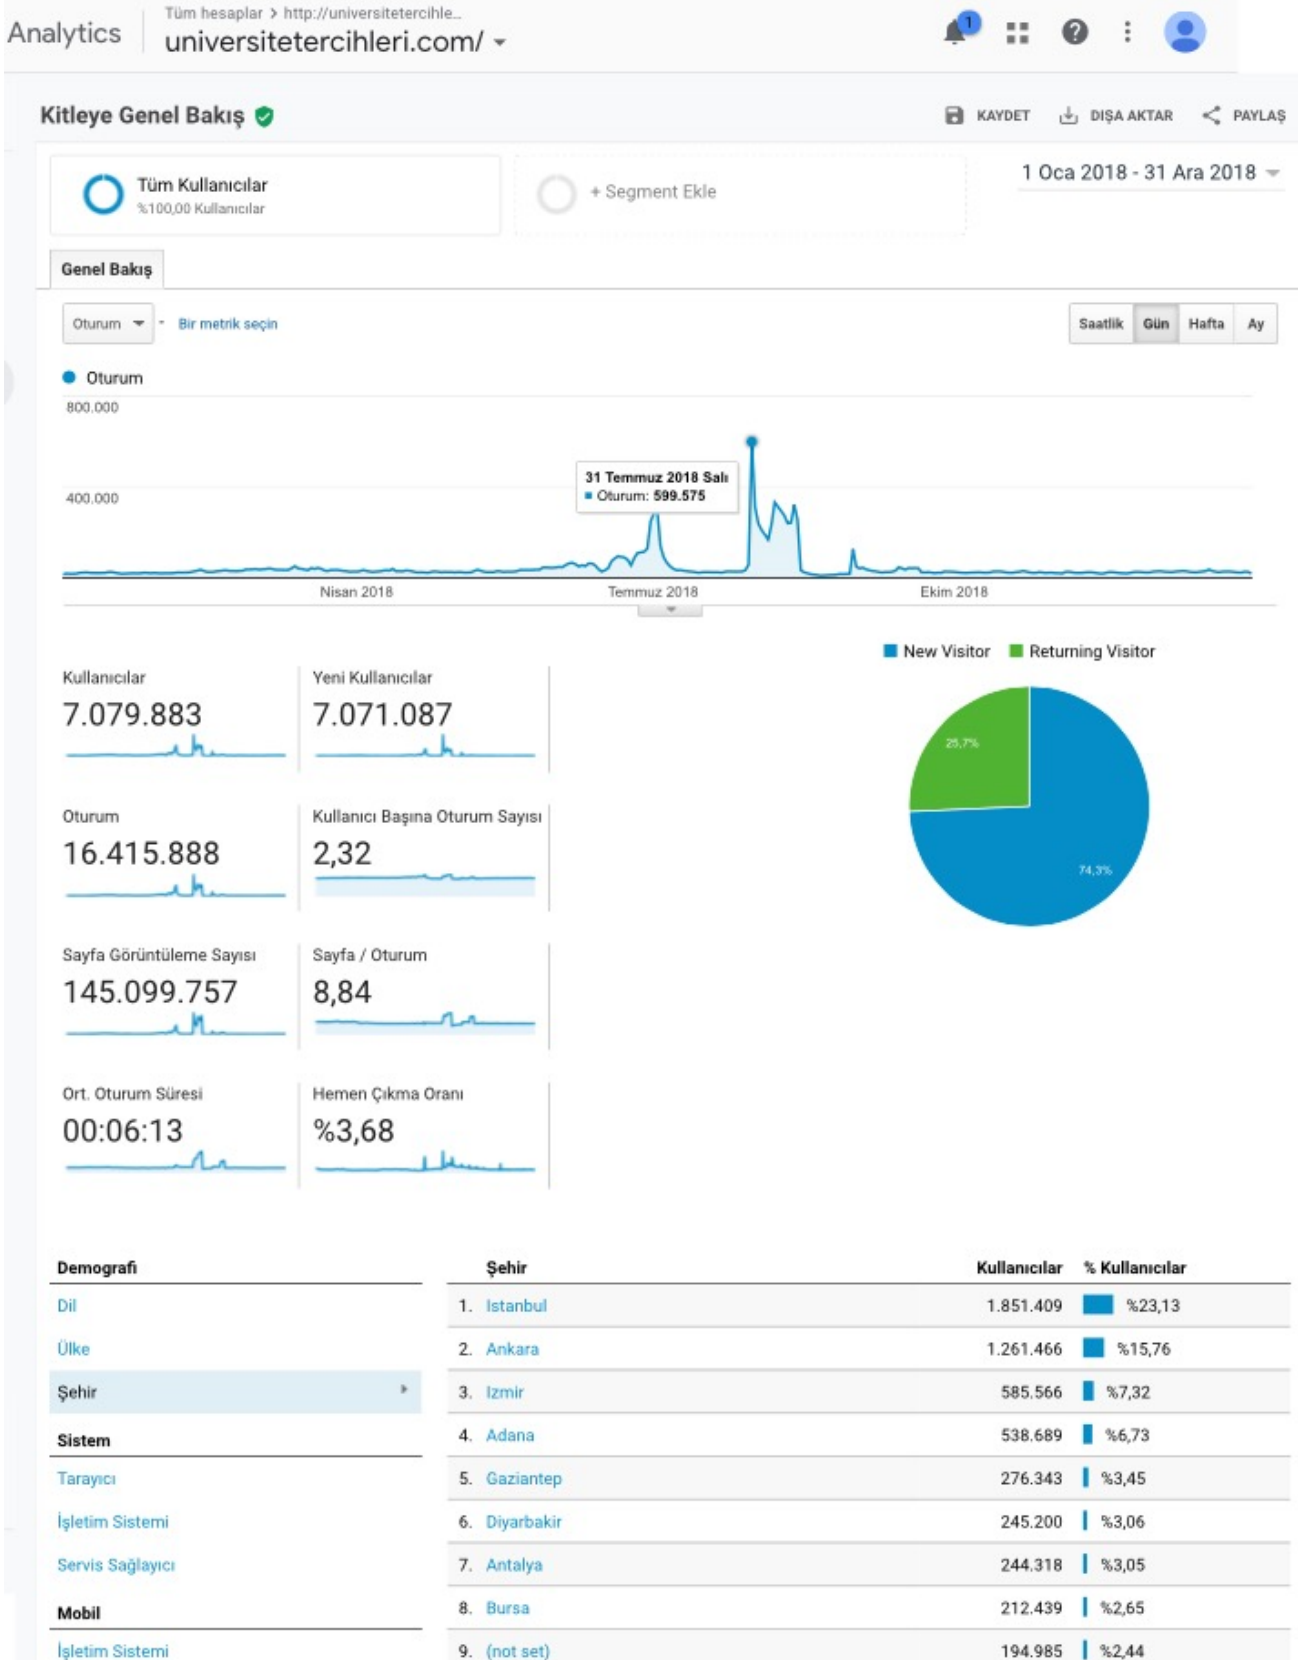 Tüm hesaplar > http://universitetercihle...
Analytics universitetercihleri.com/
1
Kitleye Genel Bakış
KAYDET DIŞA AKTAR PAYLAŞ
Tüm Kullanıcılar
%100,00 Kullanıcılar
+ Segment Ekle
1 Oca 2018 - 31 Ara 2018
Genel Bakış
Oturum - Bir metrik seçin
Saatlik Gün Hafta Ay
Oturum
800.000
31 Temmuz 2018 Salı
Oturum: 599.575
400.000
Nisan 2018 Temmuz 2018 Ekim 2018
New Visitor Returning Visitor
25,7%
74,3%
Kullanıcılar
7.079.883
Yeni Kullanıcılar
7.071.087
Oturum
16.415.888
Kullanıcı Başına Oturum Sayısı
2,32
Sayfa Görüntüleme Sayısı
145.099.757
Sayfa / Oturum
8,84
Ort. Oturum Süresi
00:06:13
Hemen Çıkma Oranı
%3,68
Demografi
Dil
Ülke
Şehir
Sistem
Tarayıcı
İşletim Sistemi
Servis Sağlayıcı
Mobil
İşletim Sistemi
Şehir Kullanıcılar % Kullanıcılar
1. Istanbul 1.851.409 %23,13
2. Ankara 1.261.466 %15,76
3. Izmir 585.566 %7,32
4. Adana 538.689 %6,73
5. Gaziantep 276.343 %3,45
6. Diyarbakir 245.200 %3,06
7. Antalya 244.318 %3,05
8. Bursa 212.439 %2,65
9. (not set) 194.985 %2,44